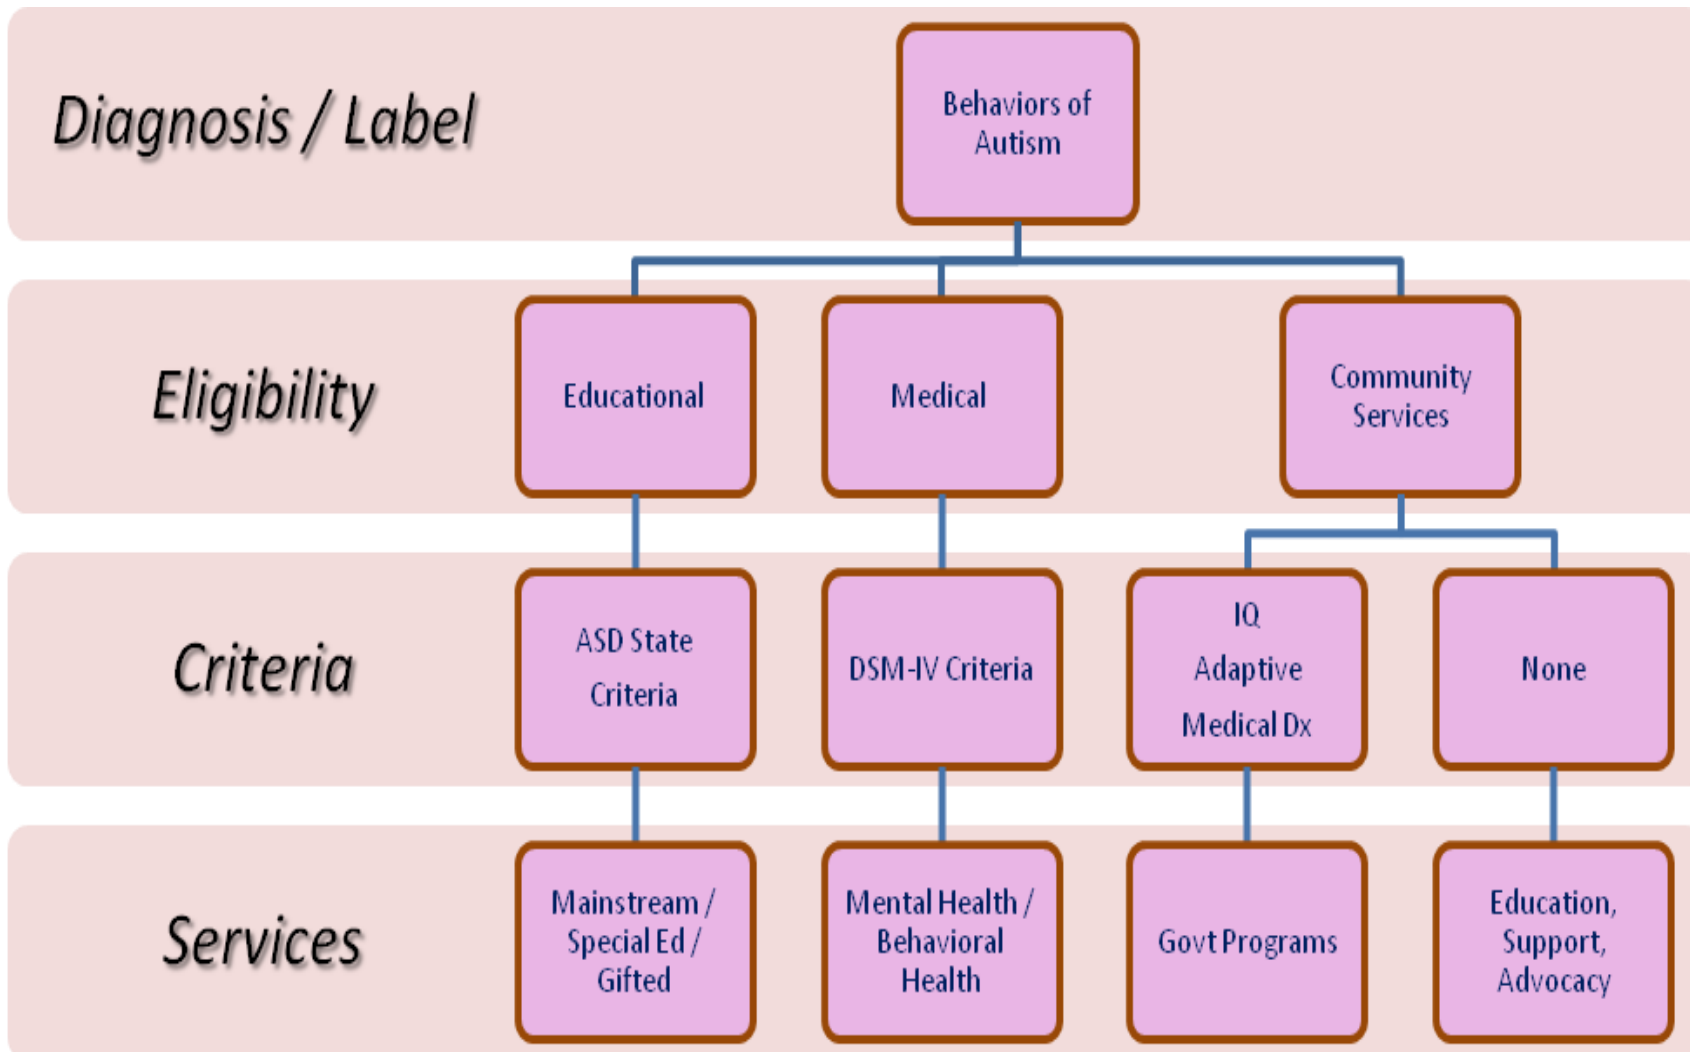 Diagnosis / Label
Behaviors of
Autism
Eligibility
Educational
Medical
Community
Services
Criteria
ASD State
Criteria
DSM-IV Criteria
IQ
Adaptive
Medical Dx
None
Services
Mainstream /
Special Ed /
Gifted
Mental Health /
Behavioral
Health
Govt Programs
Education,
Support,
Advocacy